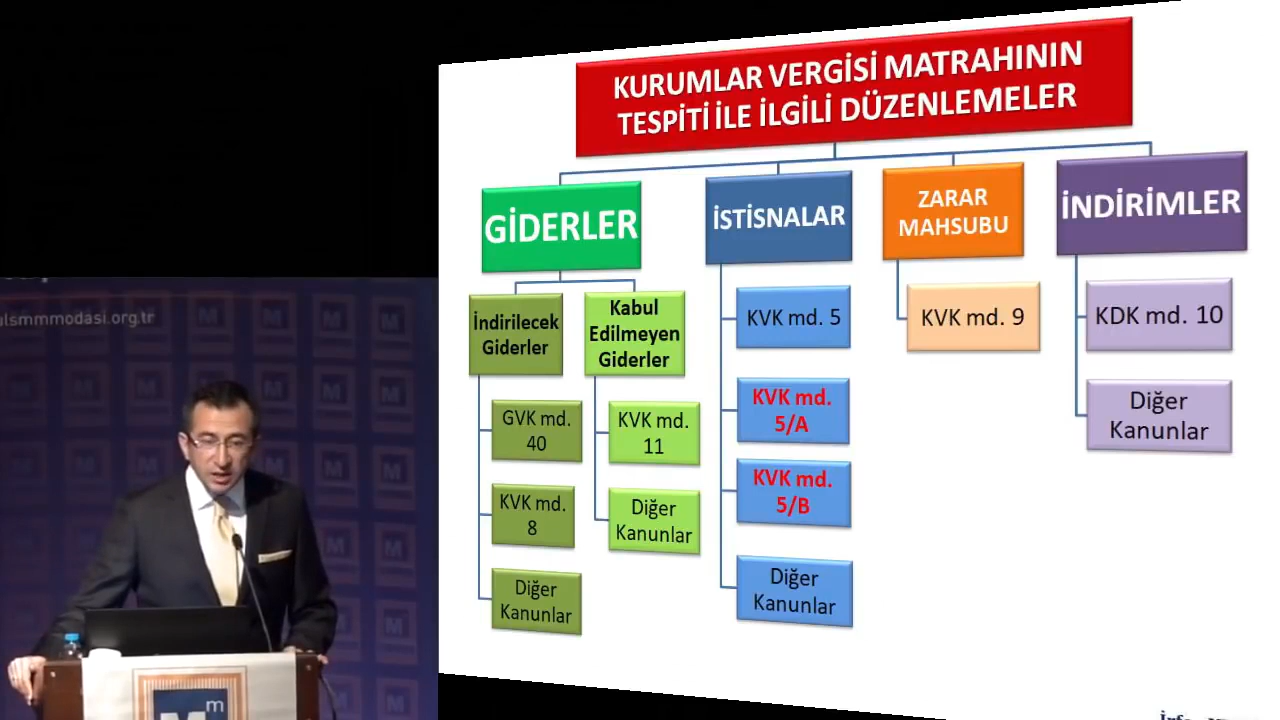 KURUMLAR VERGİSİ MATRAHININ
TESPİTİ İLE İLGİLİ DÜZENLEMELER
GİDERLER
İSTİSNALAR
ZARAR
MAHSUBU
İNDİRİMLER
İndirilecek
Giderler
Kabul
Edilmeyen
Giderler
GVK md.
40
KVK md.
8
Diğer
Kanunlar
KVK md.
11
Diğer
Kanunlar
KVK md. 5
KVK md.
5/A
KVK md.
5/B
Diğer
Kanunlar
KVK md. 9
KDK md. 10
Diğer
Kanunlar
ulsmmmodasi.org.tr
M
m